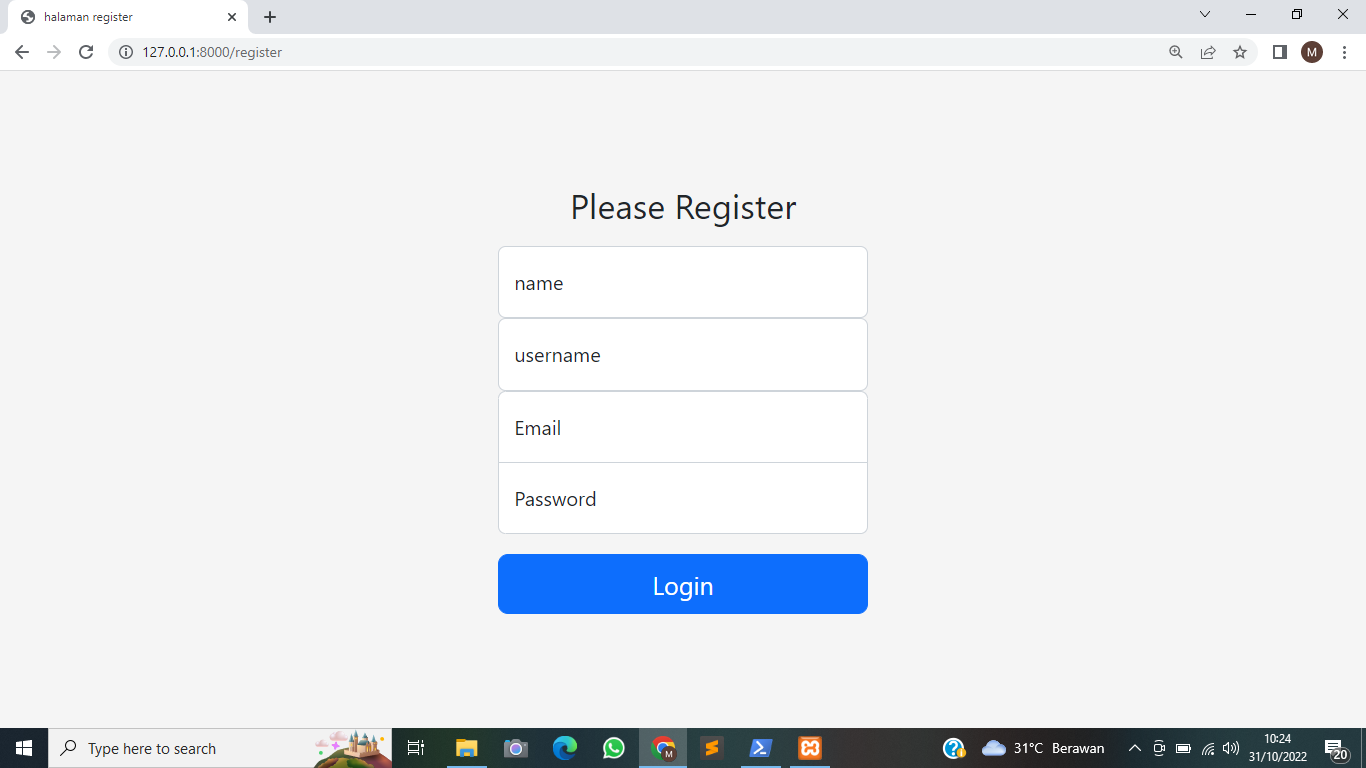 halaman register
127.0.0.1:8000/register
M
Please Register
name
username
Email
Password
Login
Type here to search
M
31°C Berawan
10:24
31/10/2022
20